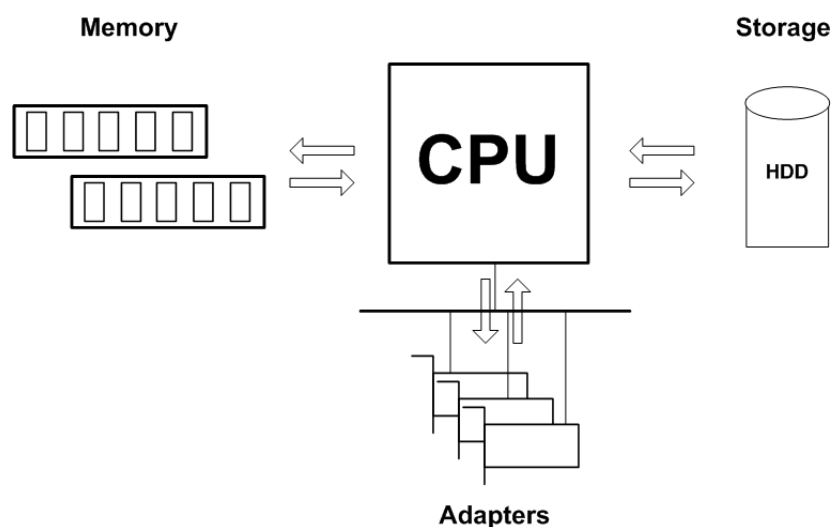 Memory
Storage
CPU
HDD
Adapters